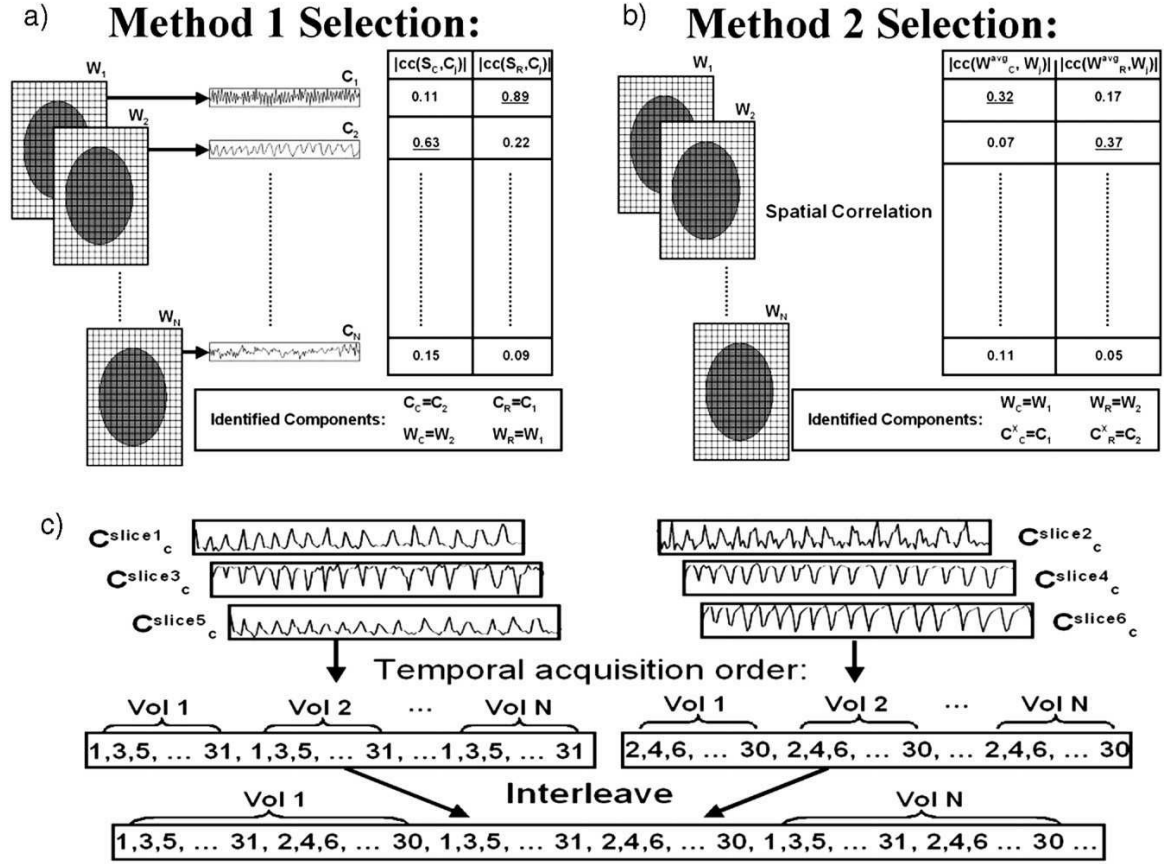 a) Method 1 Selection:
W1
C1
W2
C2
WN
CN
|cc(SC,Cj)| |cc(SR,Cj)|
0.11 0.89
0.63 0.22
0.15 0.09
Identified Components: CC=C2 CR=C1
WC=W2 WR=W1
b) Method 2 Selection:
W1
W2
Spatial Correlation
WN
|cc(WavgC, Wj)| |cc(WavgR,Wj)|
0.32 0.17
0.07 0.37
0.11 0.05
Identified Components: WC=W1 WR=W2
CXC=C1 CXR=C2
c)
Cslice1c
Cslice3c
Cslice5c
Cslice2c
Cslice4c
Cslice6c
Temporal acquisition order:
Vol 1 Vol 2 ... Vol N
1,3,5, ... 31, 1,3,5, ... 31, ... 1,3,5, ... 31
Vol 1 Vol 2 ... Vol N
2,4,6, ... 30, 2,4,6, ... 30, ... 2,4,6, ... 30
Interleave
Vol 1 Vol N
1,3,5, ... 31, 2,4,6, ... 30, 1,3,5, ... 31, 2,4,6, ... 30, 1,3,5, ... 31, 2,4,6 ... 30 ...